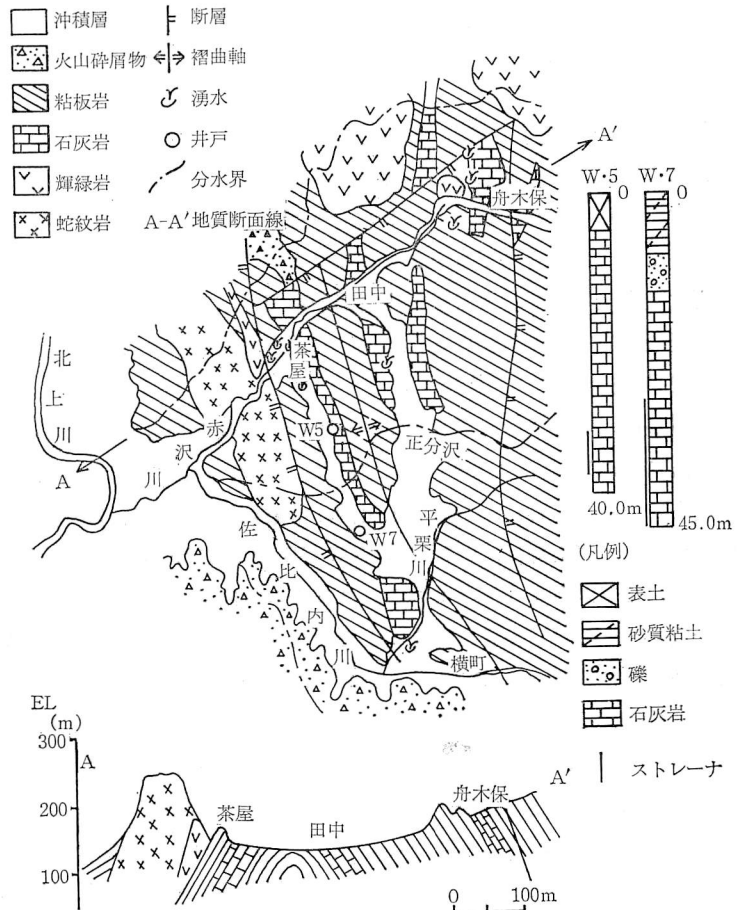 沖積層
断層
火山砕屑物
褶曲軸
粘板岩
湧水
石灰岩
井戸
輝緑岩
分水界
蛇紋岩
A-A′地質断面線
A′
舟木保
W・5
W・7
0
0
田中
茶屋
北上川
赤沢川
W5
正分沢
A
平栗川
佐比内川
W7
横町
40.0m
45.0m
(凡例)
表土
砂質粘土
礫
石灰岩
ストレーナ
EL
(m)
300
200
100
A
茶屋
田中
舟木保
A′
0
100m